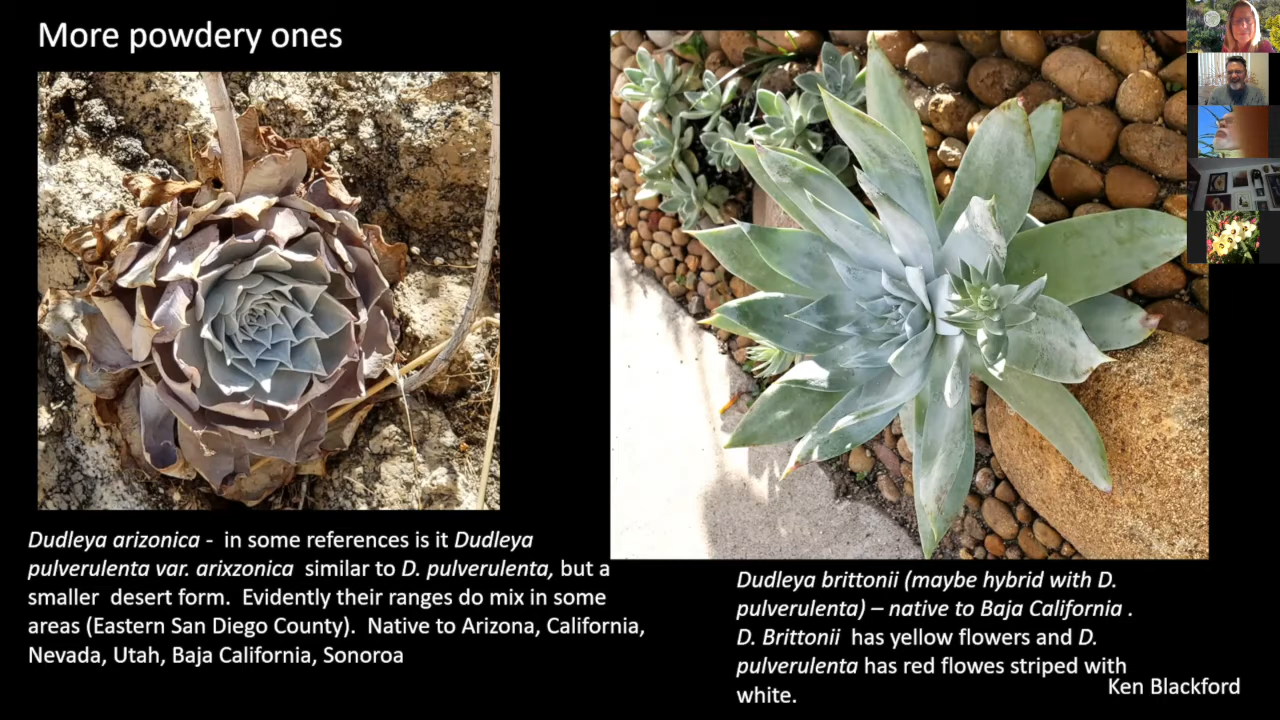 More powdery ones
Dudleya arizonica - in some references is it Dudleya
pulverulenta var. arixzonica similar to D. pulverulenta, but a
smaller desert form. Evidently their ranges do mix in some
areas (Eastern San Diego County). Native to Arizona, California,
Nevada, Utah, Baja California, Sonoroa
Dudleya brittonii (maybe hybrid with D.
pulverulenta) – native to Baja California .
D. Brittonii has yellow flowers and D.
pulverulenta has red flowes striped with
white.
Ken Blackford